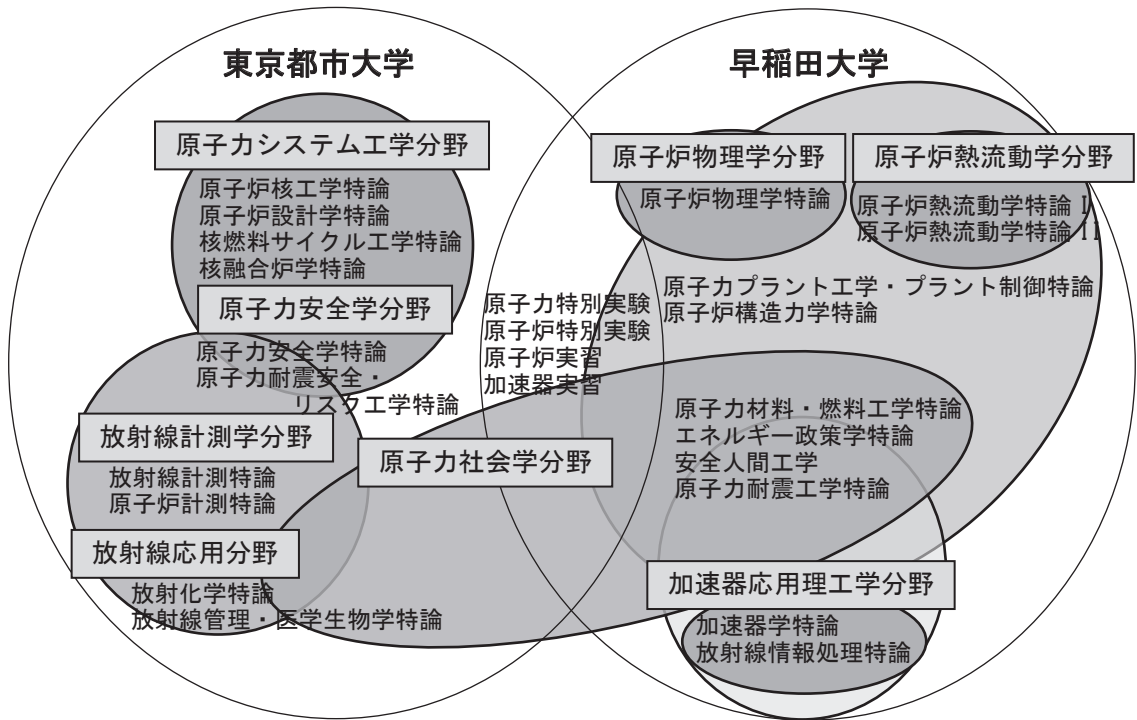 東京都市大学
原子力システム工学分野
原子炉核工学特論
原子炉設計学特論
核燃料サイクル工学特論
核融合炉学特論
原子力安全学分野
原子力安全学特論
原子力耐震安全・
リスク工学特論
放射線計測学分野
放射線計測特論
原子炉計測特論
放射線応用分野
放射化学特論
放射線管理・医学生物学特論
原子力特別実験
原子炉特別実験
原子炉実習
加速器実習
原子力社会学分野
早稲田大学
原子炉物理学分野
原子炉物理学特論
原子炉熱流動学分野
原子炉熱流動学特論 I
原子炉熱流動学特論 II
原子力プラント工学・プラント制御特論
原子炉構造力学特論
原子力材料・燃料工学特論
エネルギー政策学特論
安全人間工学
原子力耐震工学特論
加速器応用理工学分野
加速器学特論
放射線情報処理特論